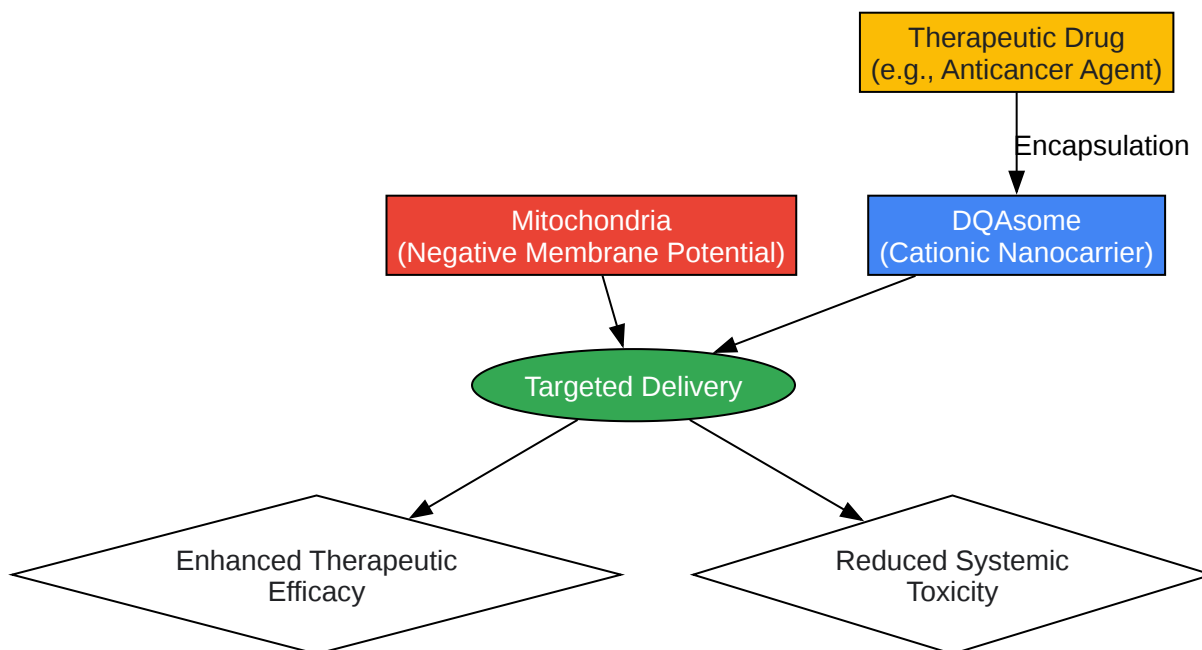 Therapeutic Drug
(e.g., Anticancer Agent)
Encapsulation
Mitochondria
(Negative Membrane Potential)
DQAsome
(Cationic Nanocarrier)
Targeted Delivery
Enhanced Therapeutic
Efficacy
Reduced Systemic
Toxicity